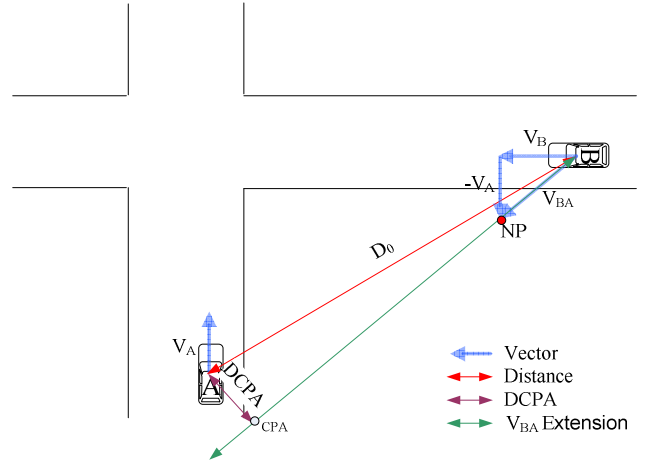 V_B
B
-V_A
V_BA
NP
D_0
V_A
A
DCPA
CPA
Vector
Distance
DCPA
V_BA Extension